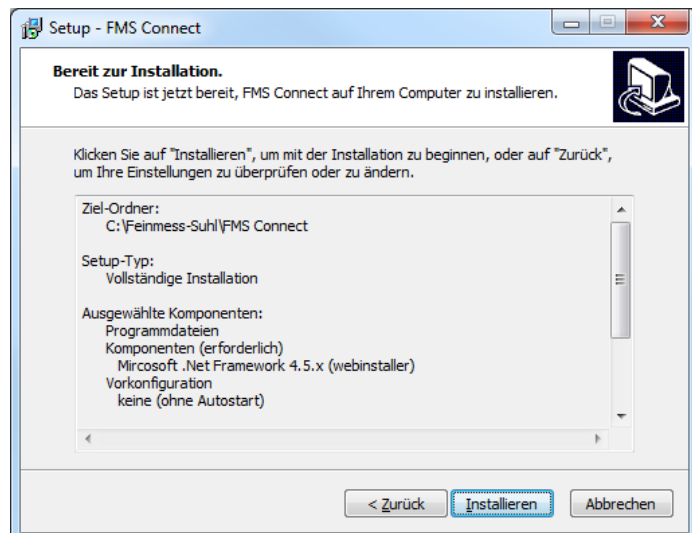 Setup - FMS Connect
Bereit zur Installation.
Das Setup ist jetzt bereit, FMS Connect auf Ihrem Computer zu installieren.
Klicken Sie auf "Installieren", um mit der Installation zu beginnen, oder auf "Zurück",
um Ihre Einstellungen zu überprüfen oder zu ändern.
Ziel-Ordner:
C:\Feinmess-Suhl\FMS Connect
Setup-Typ:
Vollständige Installation
Ausgewählte Komponenten:
Programmdateien
Komponenten (erforderlich)
Mircosoft .Net Framework 4.5.x (webinstaller)
Vorkonfiguration
keine (ohne Autostart)
< Zurück Installieren Abbrechen